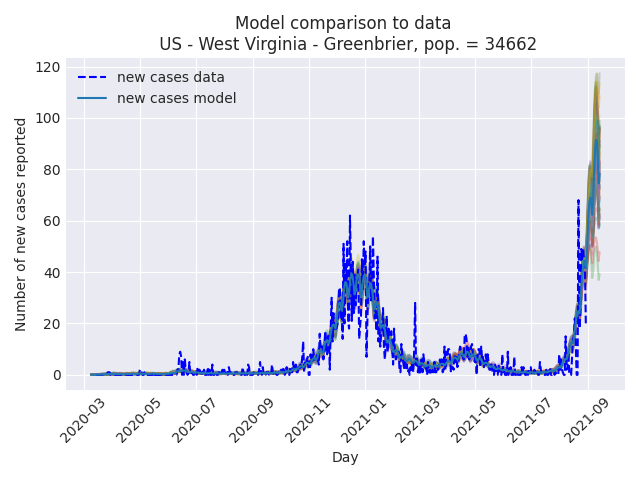 Model comparison to data
US - West Virginia - Greenbrier, pop. = 34662
new cases data
new cases model
Number of new cases reported
120
100
80
60
40
20
0
2020-03
2020-05
2020-07
2020-09
2020-11
2021-01
2021-03
2021-05
2021-07
2021-09
Day